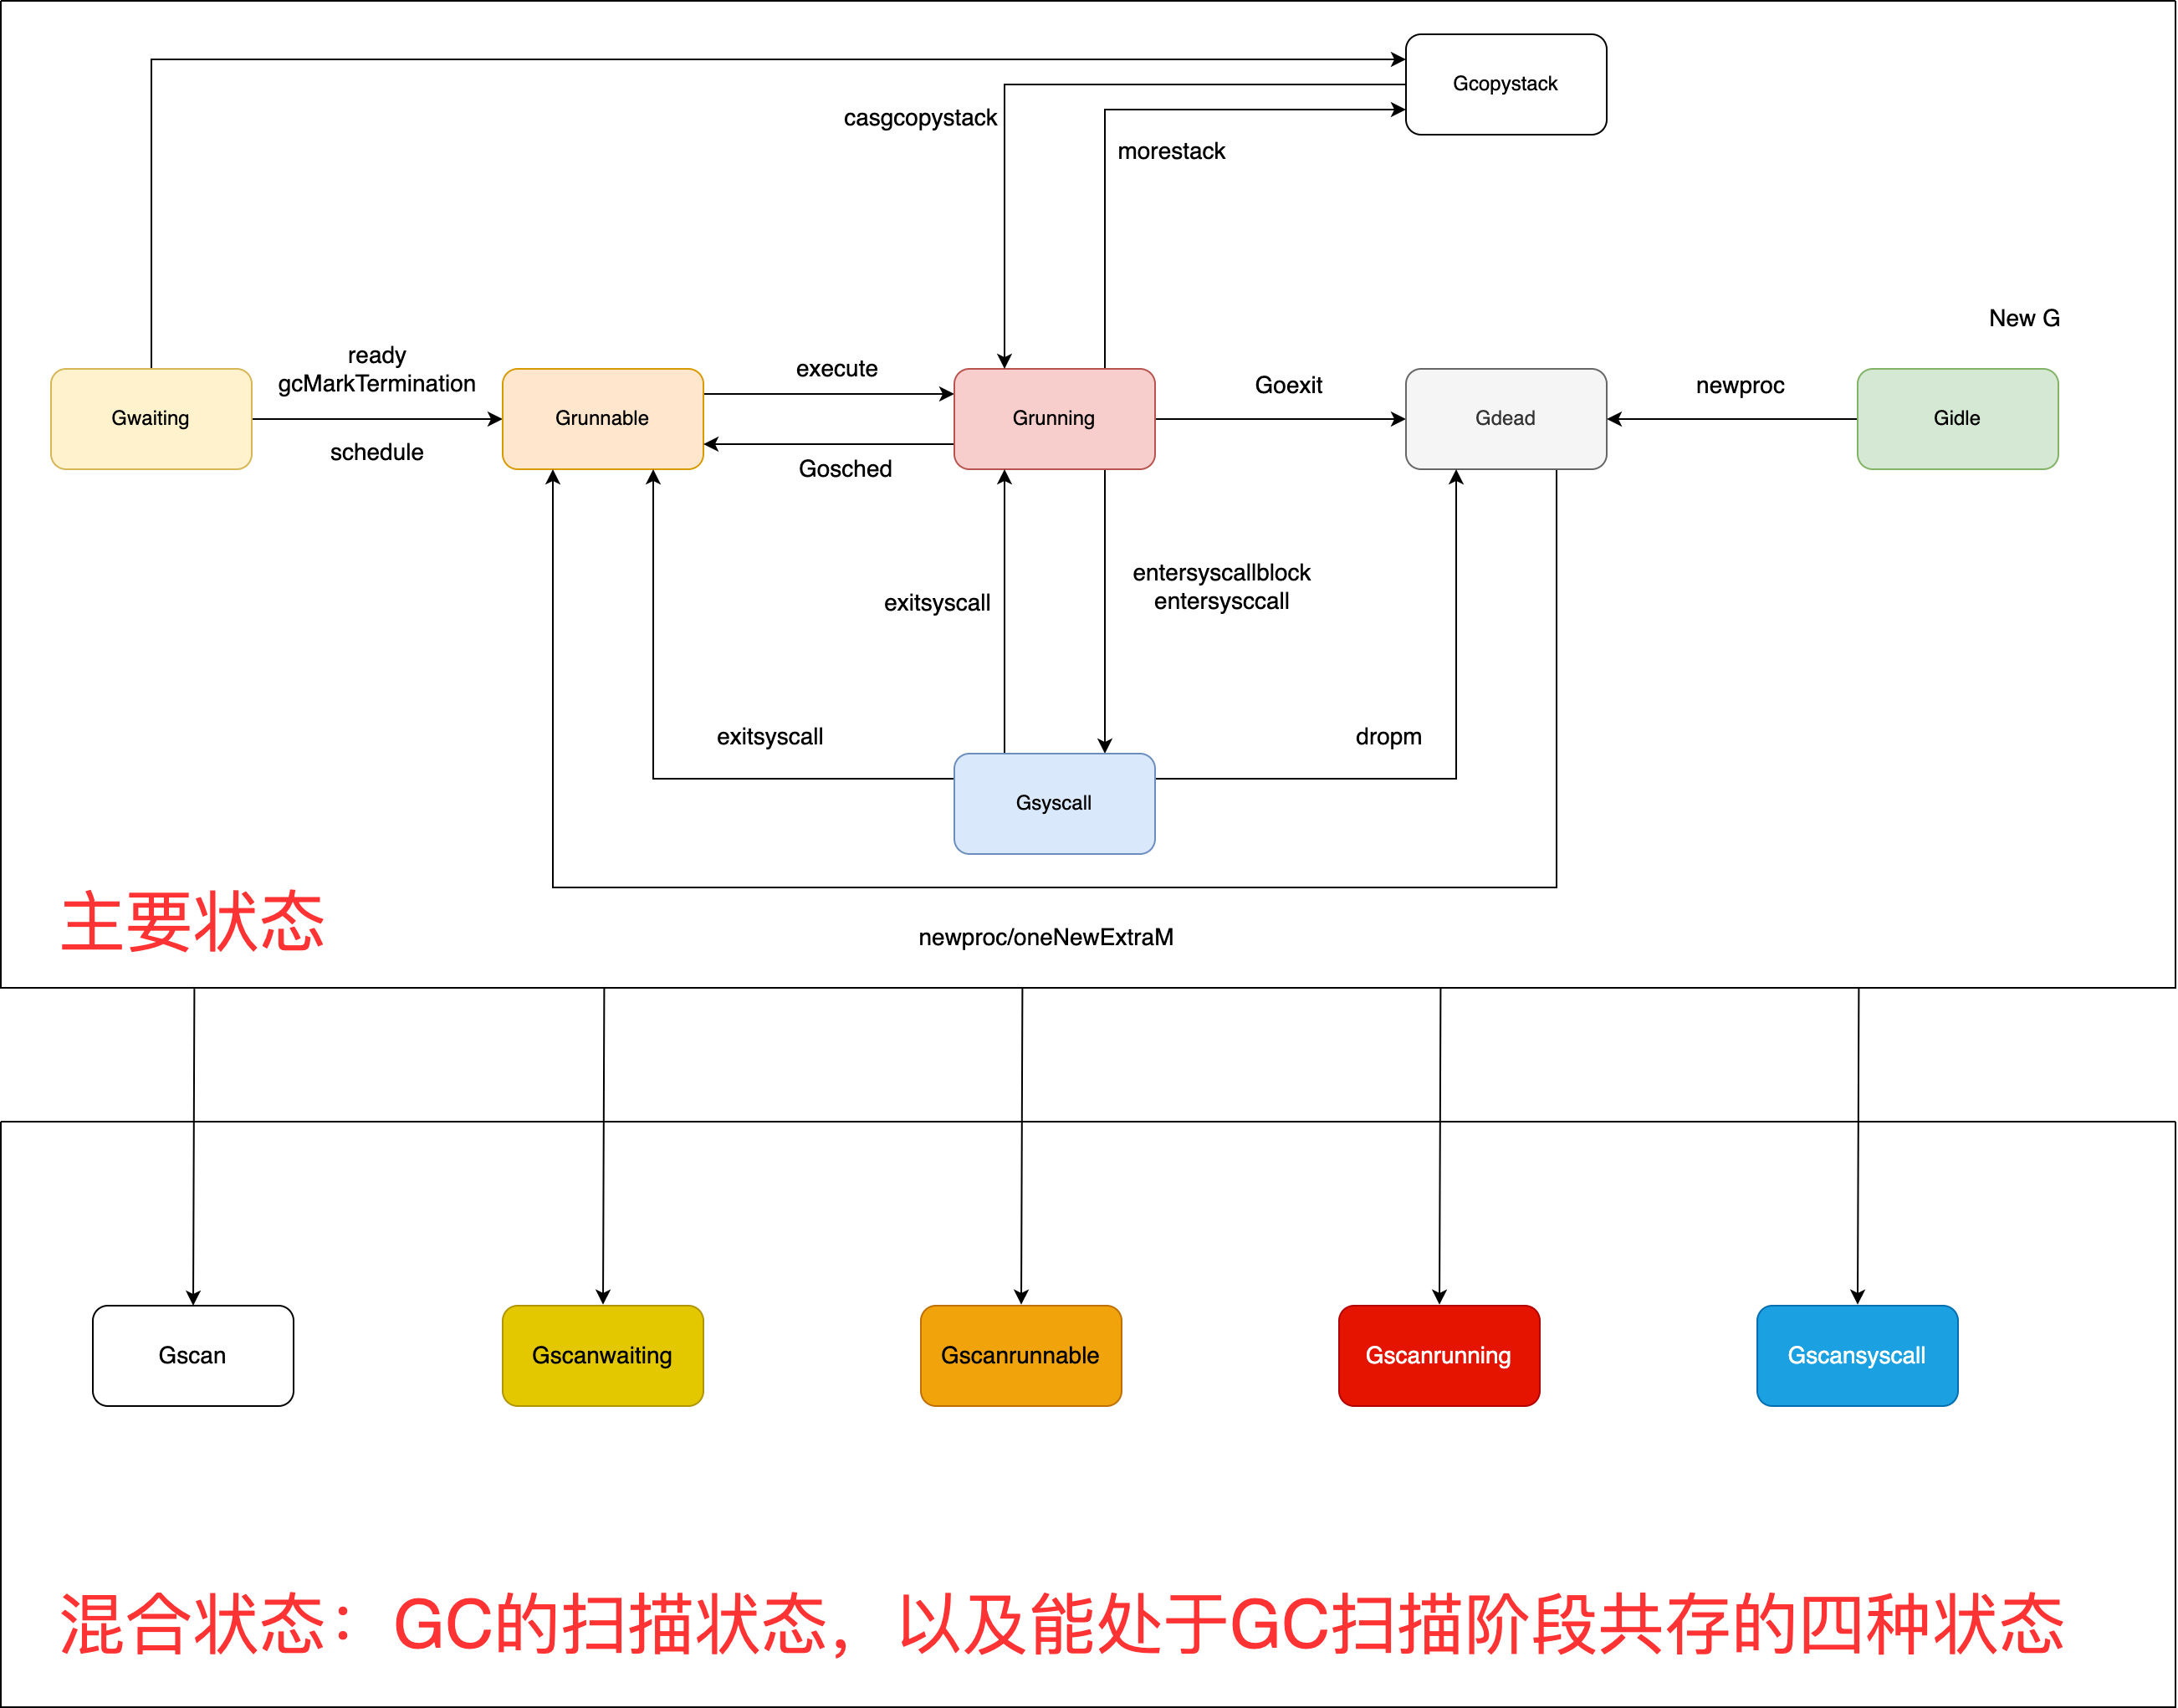 Gcopystack
casgcopystack
morestack
New G
ready
gcMarkTermination
schedule
execute
Gosched
Goexit
newproc
Gwaiting
Grunnable
Grunning
Gdead
Gidle
exitsyscall
entersyscallblock
entersysccall
exitsyscall
dropm
Gsyscall
主要状态
newproc/oneNewExtraM
Gscan
Gscanwaiting
Gscanrunnable
Gscanrunning
Gscansyscall
混合状态：GC的扫描状态，以及能处于GC扫描阶段共存的四种状态